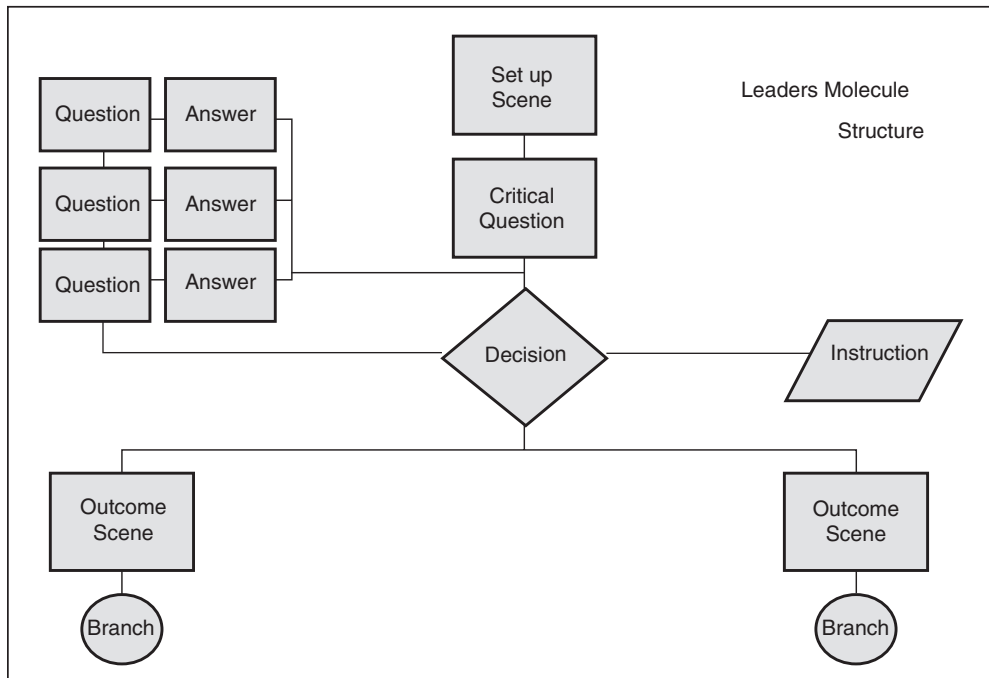 Set up
Scene
Leaders Molecule
Structure
Question
Answer
Critical
Question
Question
Answer
Question
Answer
Decision
Instruction
Outcome
Scene
Outcome
Scene
Branch
Branch